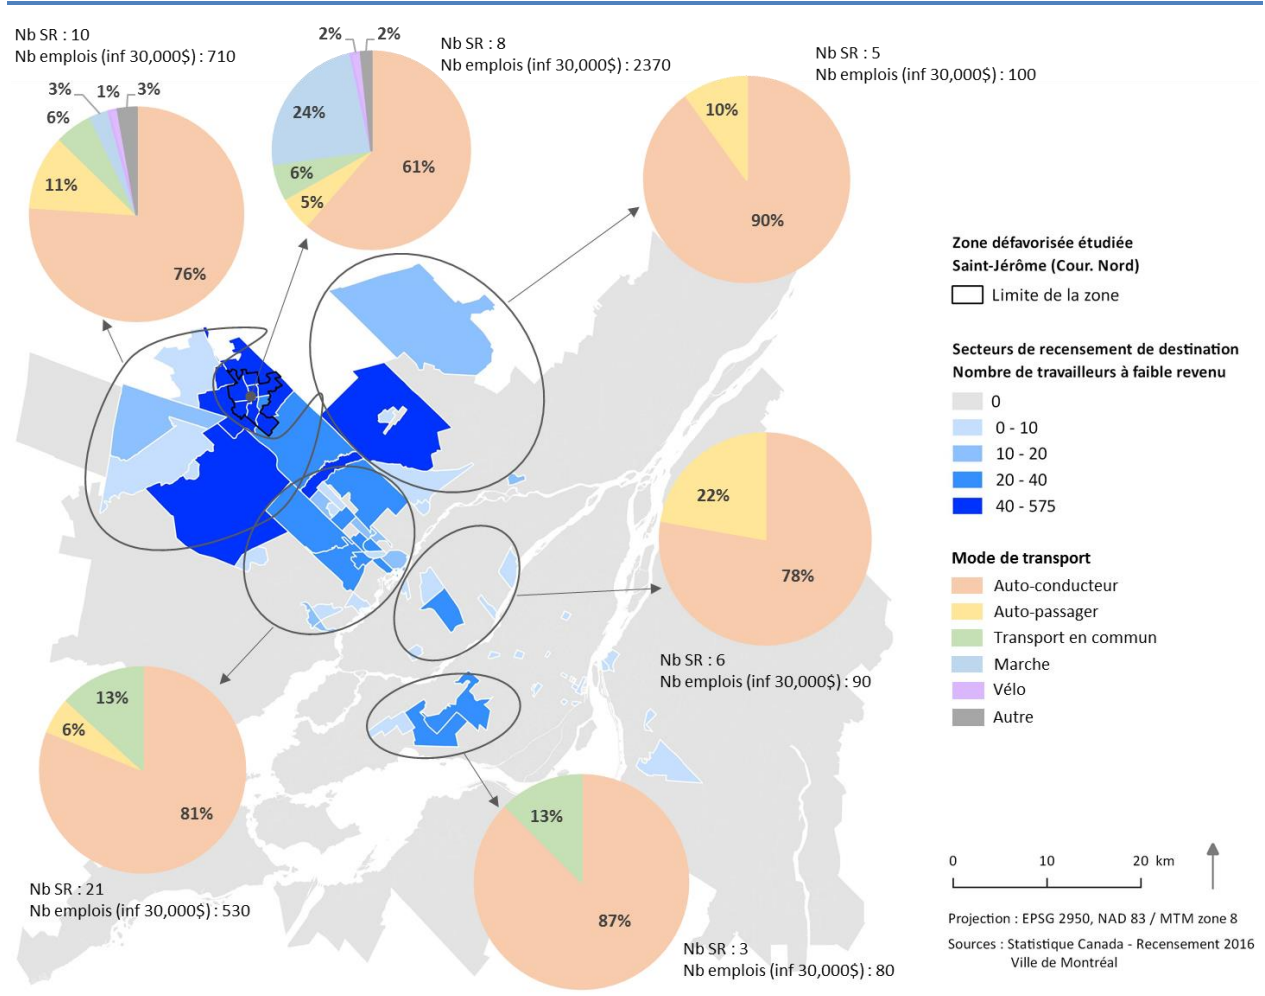 Nb SR : 10
Nb emplois (inf 30,000$) : 710
3%
1%
3%
6%
11%
76%
2%
2%
Nb SR : 8
Nb emplois (inf 30,000$) : 2370
24%
6%
5%
61%
Nb SR : 5
Nb emplois (inf 30,000$) : 100
10%
90%
Zone défavorisée étudiée
Saint-Jérôme (Cour. Nord)
Limite de la zone
Secteurs de recensement de destination
Nombre de travailleurs à faible revenu
0
0 - 10
10 - 20
20 - 40
40 - 575
Mode de transport
Auto-conducteur
Auto-passager
Transport en commun
Marche
Vélo
Autre
22%
78%
Nb SR : 6
Nb emplois (inf 30,000$) : 90
13%
6%
81%
Nb SR : 21
Nb emplois (inf 30,000$) : 530
13%
87%
Nb SR : 3
Nb emplois (inf 30,000$) : 80
0 10 20 km
Projection : EPSG 2950, NAD 83 / MTM zone 8
Sources : Statistique Canada - Recensement 2016
Ville de Montréal